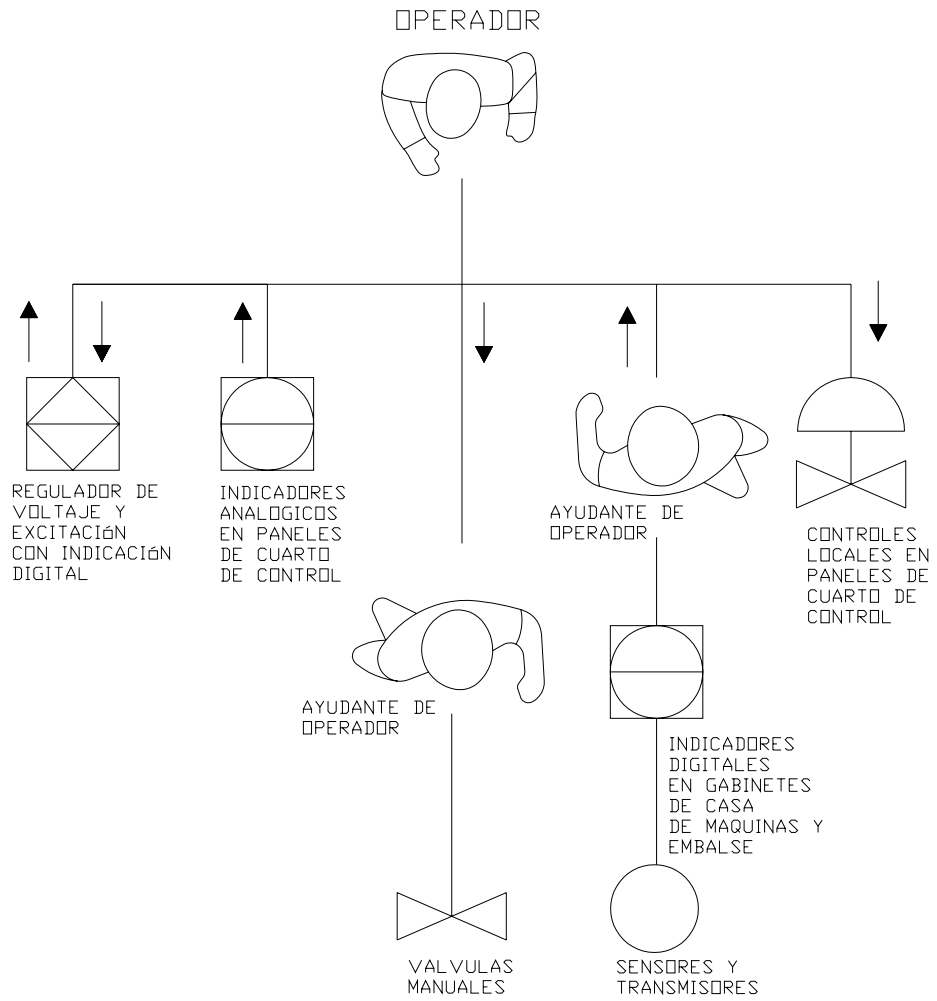 OPERADOR
REGULADOR DE
VOLTAJE Y
EXCITACIóN
CON INDICACIóN
DIGITAL
INDICADORES
ANALOGICOS
EN PANELES
DE CUARTO
DE CONTROL
AYUDANTE DE
OPERADOR
CONTROLES
LOCALES EN
PANELES DE
CUARTO DE
CONTROL
AYUDANTE DE
OPERADOR
INDICADORES
DIGITALES
EN GABINETES
DE CASA
DE MAQUINAS Y
EMBALSE
VALVULAS
MANUALES
SENSORES Y
TRANSMISORES